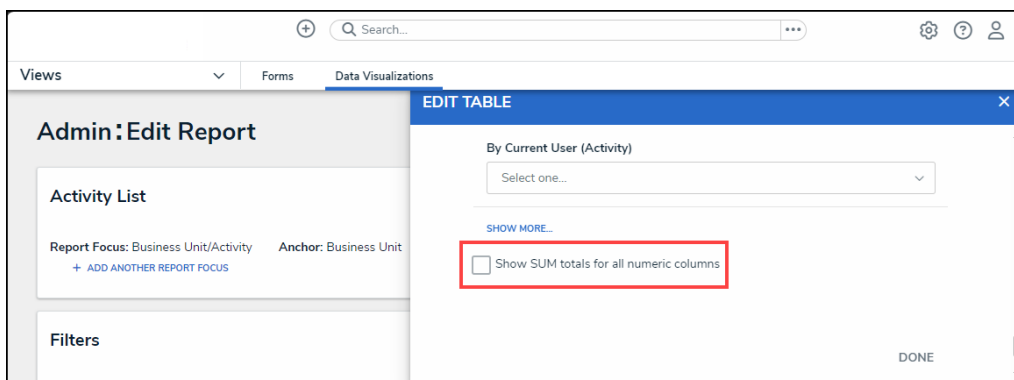 Search...
Views
Forms
Data Visualizations
Admin:Edit Report
Activity List
Report Focus: Business Unit/Activity Anchor: Business Unit
+ ADD ANOTHER REPORT FOCUS
Filters
EDIT TABLE
By Current User (Activity)
Select one...
SHOW MORE...
Show SUM totals for all numeric columns
DONE